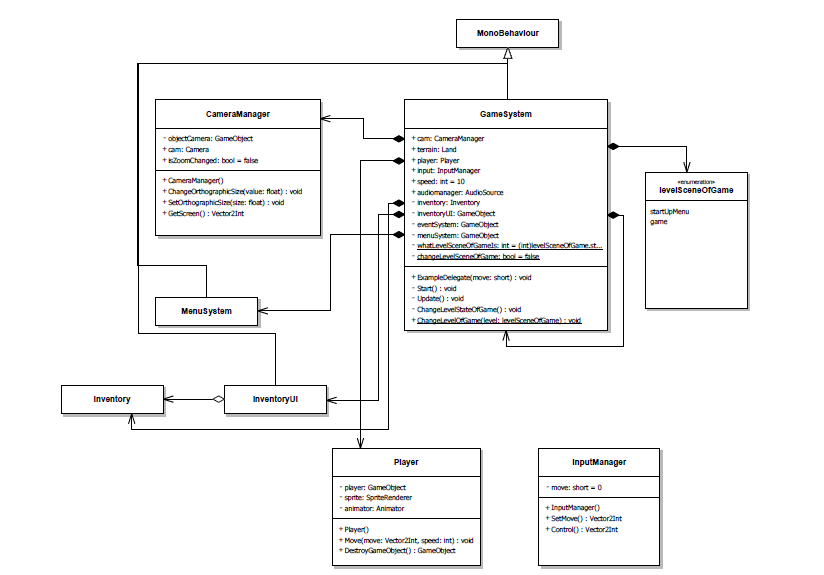 MonoBehaviour
CameraManager
- objectCamera: GameObject
+ cam: Camera
+ isZoomChanged: bool = false
+ CameraManager()
+ ChangeOrthographicSize(value: float) : void
+ SetOrthographicSize(size: float) : void
+ GetScreen() : Vector2Int
GameSystem
+ cam: CameraManager
+ terrain: Land
+ player: Player
+ input: InputManager
+ speed: int = 10
+ audiomanager: AudioSource
- inventory: Inventory
- inventoryUI: GameObject
- eventSystem: GameObject
- menuSystem: GameObject
- whatLevelSceneOfGameIs: int = (int)levelSceneOfGame.st...
- changeLevelSceneOfGame: bool = false
+ ExampleDelegate(move: short) : void
- Start() : void
- Update() : void
- ChangeLevelStateOfGame() : void
+ ChangeLevelOfGame(level: levelSceneOfGame) : void
«enumeration»
levelSceneOfGame
startUpMenu
game
MenuSystem
Inventory
InventoryUI
Player
- player: GameObject
- sprite: SpriteRenderer
- animator: Animator
+ Player()
+ Move(move: Vector2Int, speed: int) : void
+ DestroyGameObject() : GameObject
InputManager
- move: short = 0
+ InputManager()
+ SetMove() : Vector2Int
+ Control() : Vector2Int